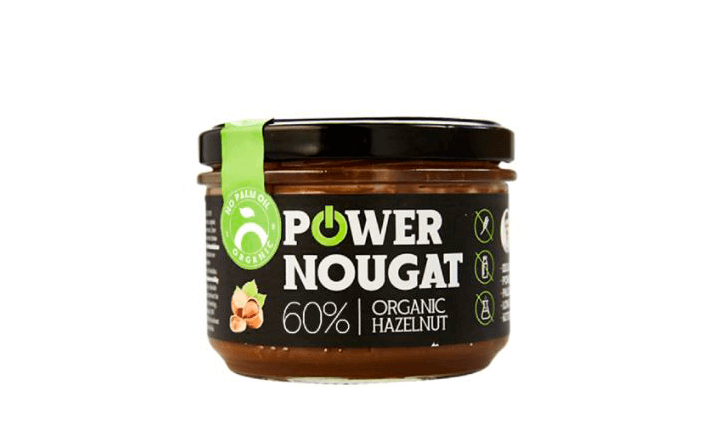 NO PALM OIL
ORGANIC
POWER
NOUGAT
60%
ORGANIC
HAZELNUT